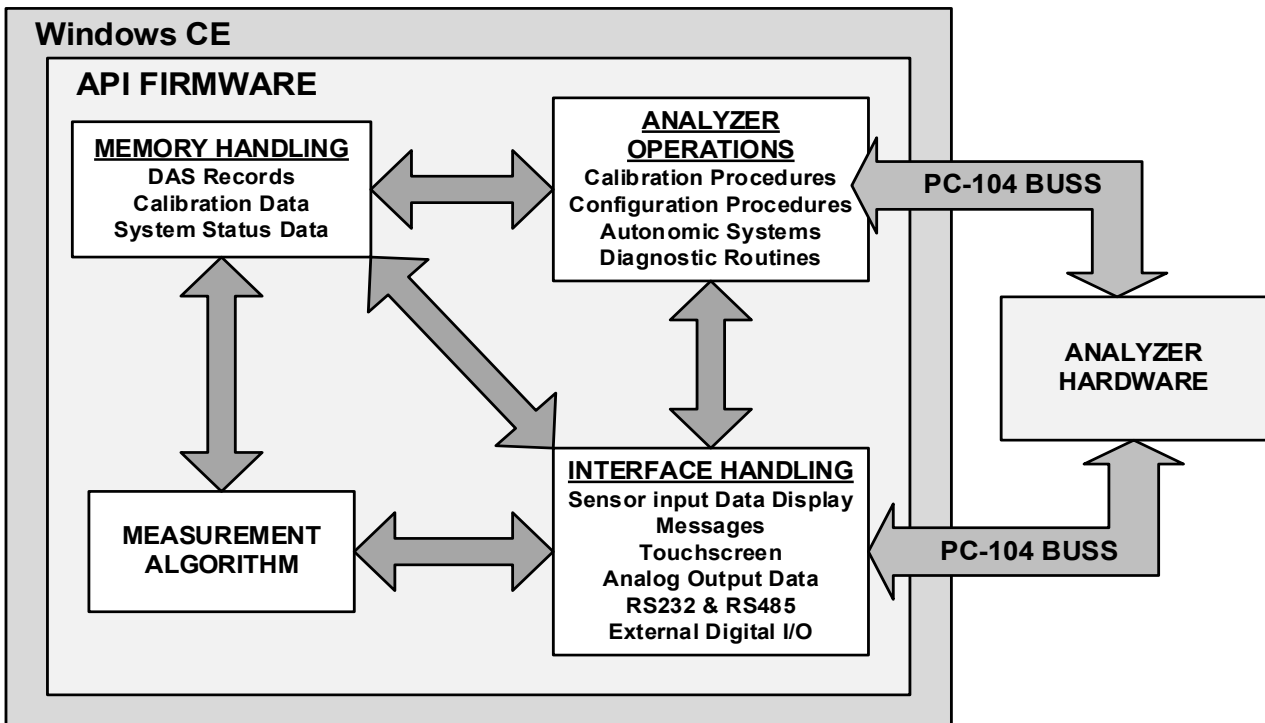 Windows CE
API FIRMWARE
MEMORY HANDLING
DAS Records
Calibration Data
System Status Data
ANALYZER
OPERATIONS
Calibration Procedures
Configuration Procedures
Autonomic Systems
Diagnostic Routines
PC-104 BUSS
ANALYZER
HARDWARE
MEASUREMENT
ALGORITHM
INTERFACE HANDLING
Sensor input Data Display
Messages
Touchscreen
Analog Output Data
RS232 & RS485
External Digital I/O
PC-104 BUSS